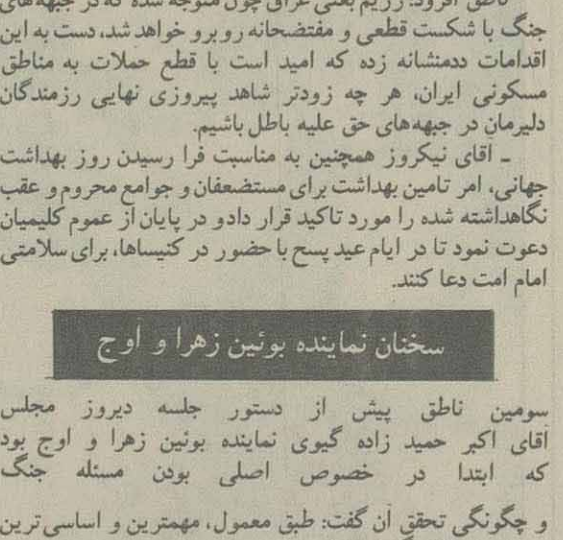 ناطق افزود: رژیم بعثی عراق چون متوجه شده که در جبهه‌های
جنگ با شکست قطعی و مفتضحانه روبرو خواهد شد، دست به این
اقدامات ددمنشانه زده که امید است با قطع حملات به مناطق
مسکونی ایران، هر چه زودتر شاهد پیروزی نهایی رزمندگان
دلیرمان در جبهه‌های حق علیه باطل باشیم.
ـ آقای نیکروز همچنین به مناسبت فرا رسیدن روز بهداشت
جهانی، امر تامین بهداشت برای مستضعفان و جوامع محروم و عقب
نگاهداشته شده را مورد تاکید قرار داد و در پایان از عموم کلیمیان
دعوت نمود تا در ایام عید پسح با حضور در کنیساها، برای سلامتی
امام امت دعا کنند.
سخنان نماینده بوئین زهرا و آوج
سومین ناطق پیش از دستور جلسه دیروز مجلس
آقای اکبر حمید زاده گیوی نماینده بوئین زهرا و آوج بود
که ابتدا در خصوص اصلی بودن مسئله جنگ
و چگونگی تحقق آن گفت: طبق معمول، مهمترین و اساسی‌ترین